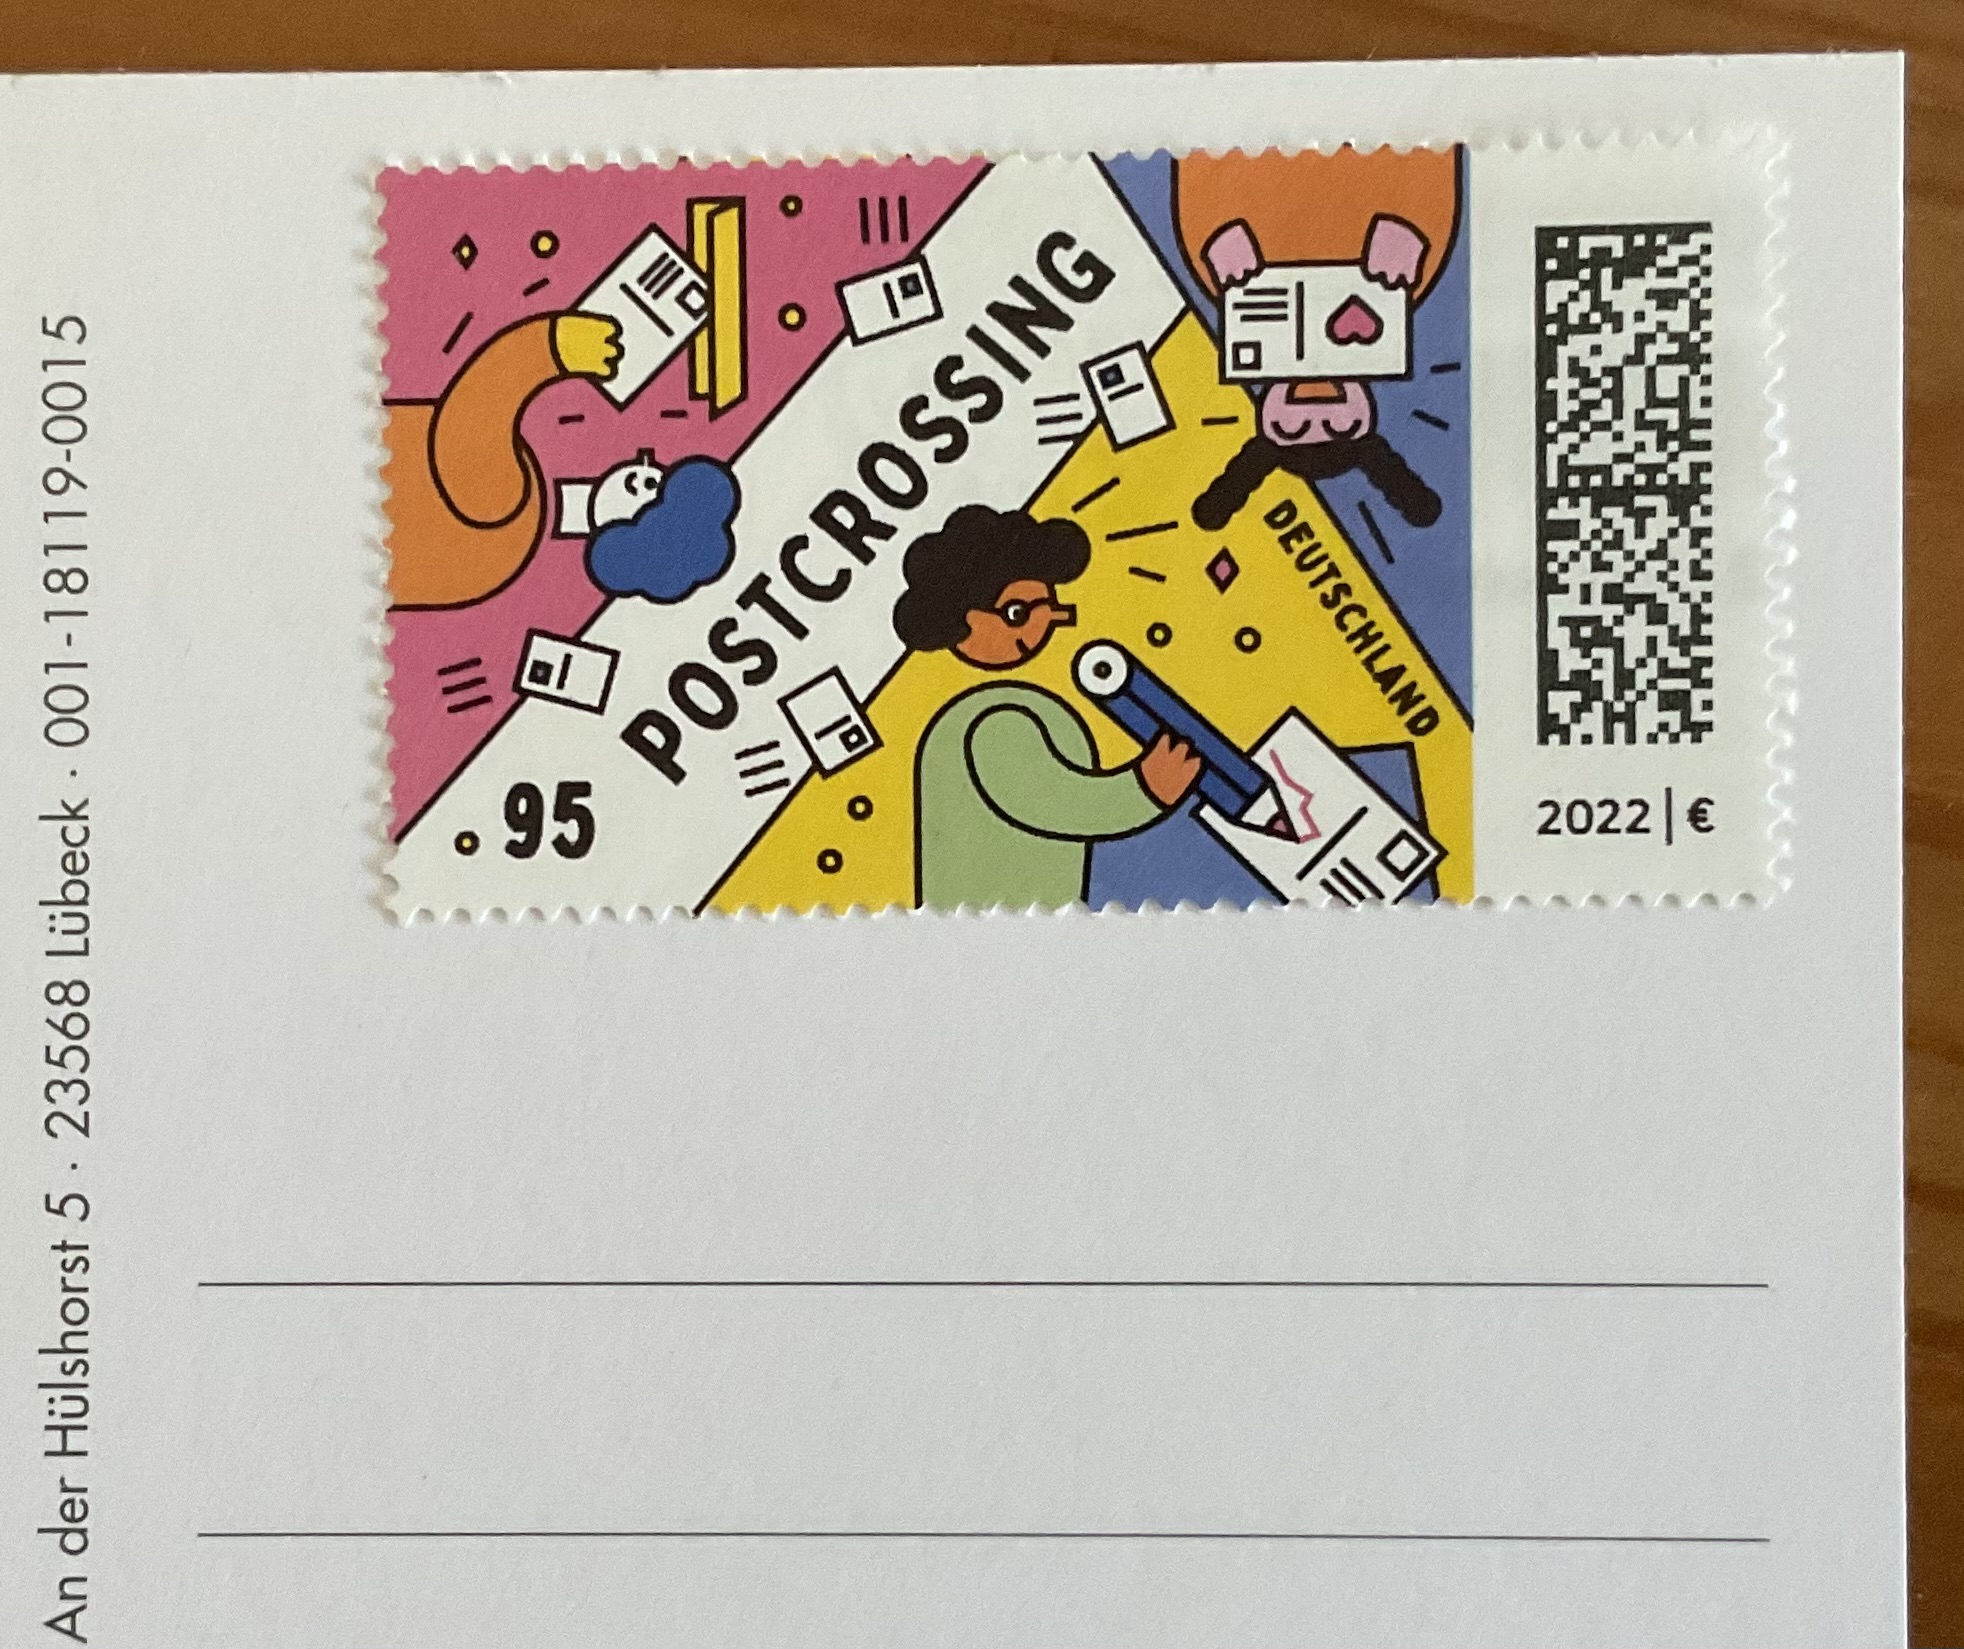 POSTCROSSING
DEUTSCHLAND
95
2022 | €
An der Hülshorst 5 · 23568 Lübeck · 001-18119-0015